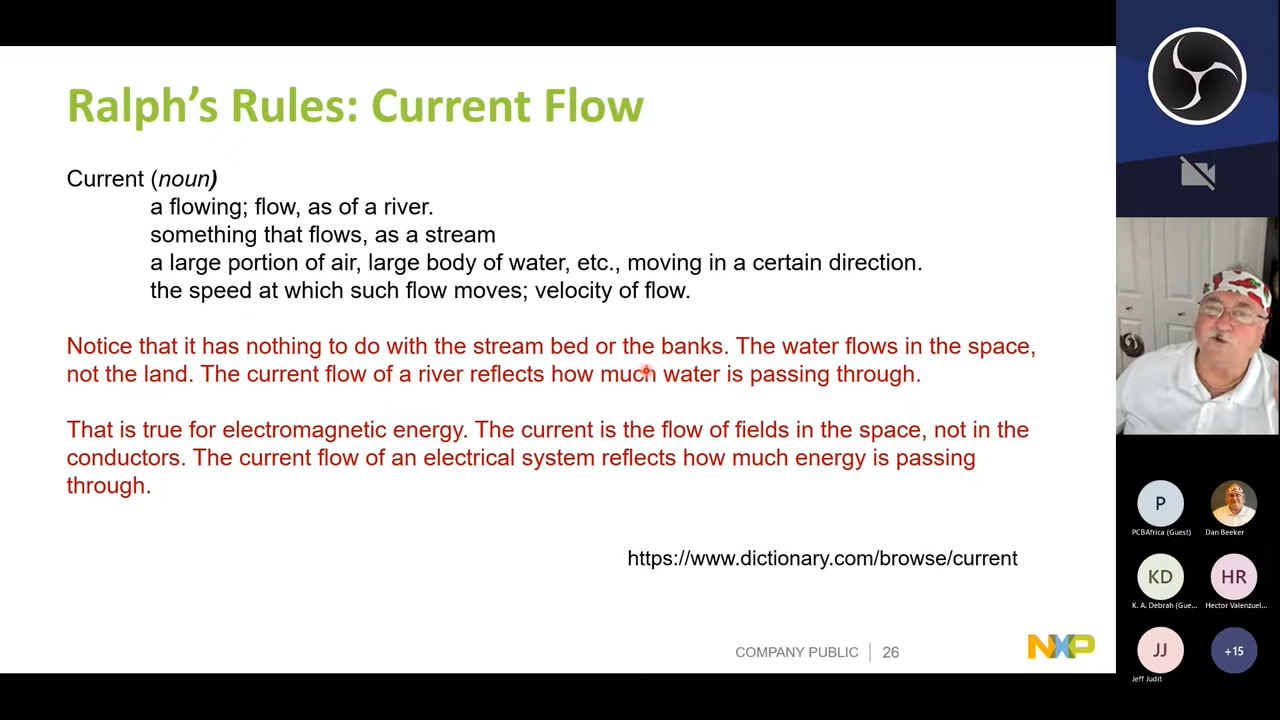 Ralph's Rules: Current Flow
Current (noun)
a flowing; flow, as of a river.
something that flows, as a stream
a large portion of air, large body of water, etc., moving in a certain direction.
the speed at which such flow moves; velocity of flow.
Notice that it has nothing to do with the stream bed or the banks. The water flows in the space,
not the land. The current flow of a river reflects how much water is passing through.
That is true for electromagnetic energy. The current is the flow of fields in the space, not in the
conductors. The current flow of an electrical system reflects how much energy is passing
through.
https://www.dictionary.com/browse/current
COMPANY PUBLIC | 26
NXP
P
PCBAfrica (Guest)
Dan Beeker
KD
HR
K. A. Debrah (Gue...
Hector Valenzuel...
JJ
+15
Jeff Judit